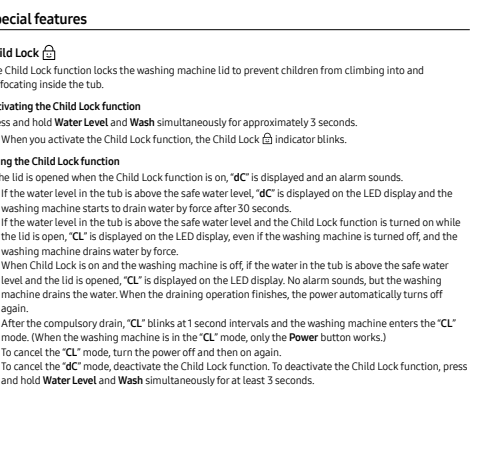 pecial features
ild Lock
e Child Lock function locks the washing machine lid to prevent children from climbing into and
focating inside the tub.
tivating the Child Lock function
ess and hold Water Level and Wash simultaneously for approximately 3 seconds.
When you activate the Child Lock function, the Child Lock indicator blinks.
ng the Child Lock function
he lid is opened when the Child Lock function is on, "dC" is displayed and an alarm sounds.
If the water level in the tub is above the safe water level, "dC" is displayed on the LED display and the
washing machine starts to drain water by force after 30 seconds.
If the water level in the tub is above the safe water level and the Child Lock function is turned on while
the lid is open, "CL" is displayed on the LED display, even if the washing machine is turned off, and the
washing machine drains water by force.
When Child Lock is on and the washing machine is off, if the water in the tub is above the safe water
level and the lid is opened, "CL" is displayed on the LED display. No alarm sounds, but the washing
machine drains the water. When the draining operation finishes, the power automatically turns off
again.
After the compulsory drain, "CL" blinks at 1 second intervals and the washing machine enters the "CL"
mode. (When the washing machine is in the "CL" mode, only the Power button works.)
To cancel the "CL" mode, turn the power off and then on again.
To cancel the "dC" mode, deactivate the Child Lock function. To deactivate the Child Lock function, press
and hold Water Level and Wash simultaneously for at least 3 seconds.